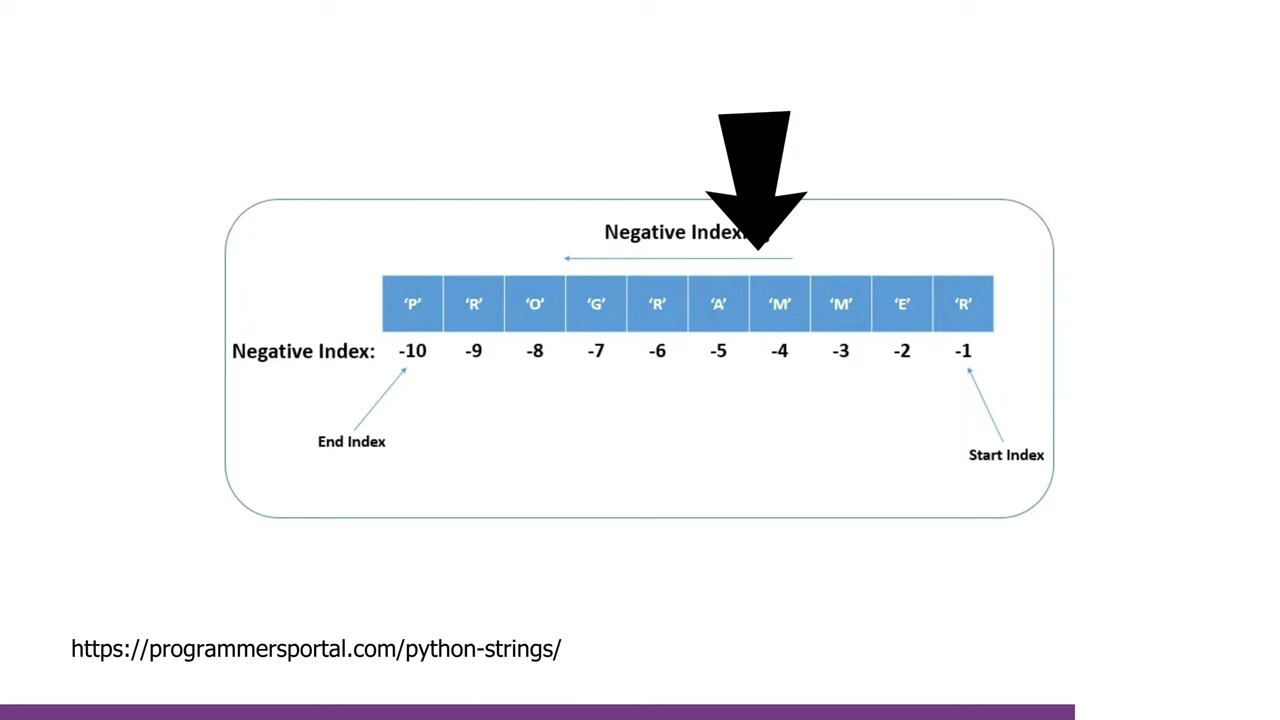 Negative
‘P’ ‘R’ ‘O’ ‘G’ ‘R’ ‘A’ ‘M’ ‘M’ ‘E’ ‘R’
Negative Index: -10 -9 -8 -7 -6 -5 -4 -3 -2 -1
End Index
Start Index
https://programmersportal.com/python-strings/